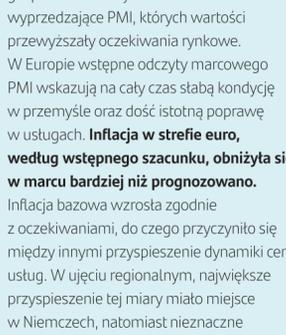 wyprzedzające PMI, których wartości
przewyższały oczekiwania rynkowe.
W Europie wstępne odczyty marcowego
PMI wskazują na cały czas słabą kondycję
w przemyśle oraz dość istotną poprawę
w usługach. Inflacja w strefie euro,
według wstępnego szacunku, obniżyła si
w marcu bardziej niż prognozowano.
Inflacja bazowa wzrosła zgodnie
z oczekiwaniami, do czego przyczyniło się
między innymi przyspieszenie dynamiki cen
usług. W ujęciu regionalnym, największe
przyspieszenie tej miary miało miejsce
w Niemczech, natomiast nieznaczne